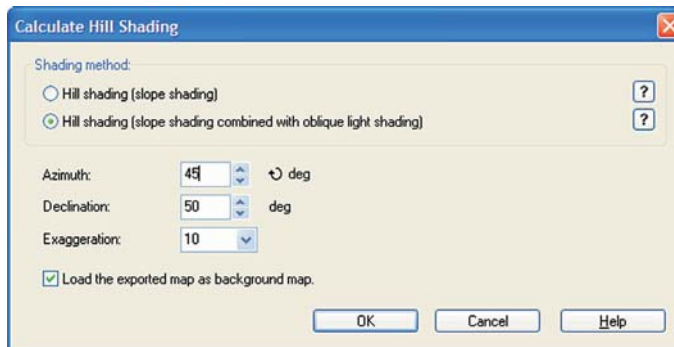 Calculate Hill Shading
Shading method:
Hill shading (slope shading) ?
Hill shading (slope shading combined with oblique light shading) ?
Azimuth: 45 deg
Declination: 50 deg
Exaggeration: 10
Load the exported map as background map.
OK Cancel Help